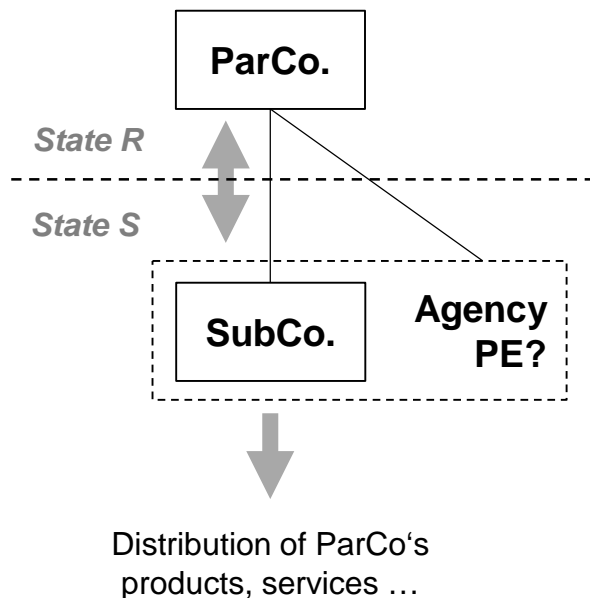 ParCo.
State R
State S
SubCo.
Agency
PE?
Distribution of ParCo‘s
products, services …